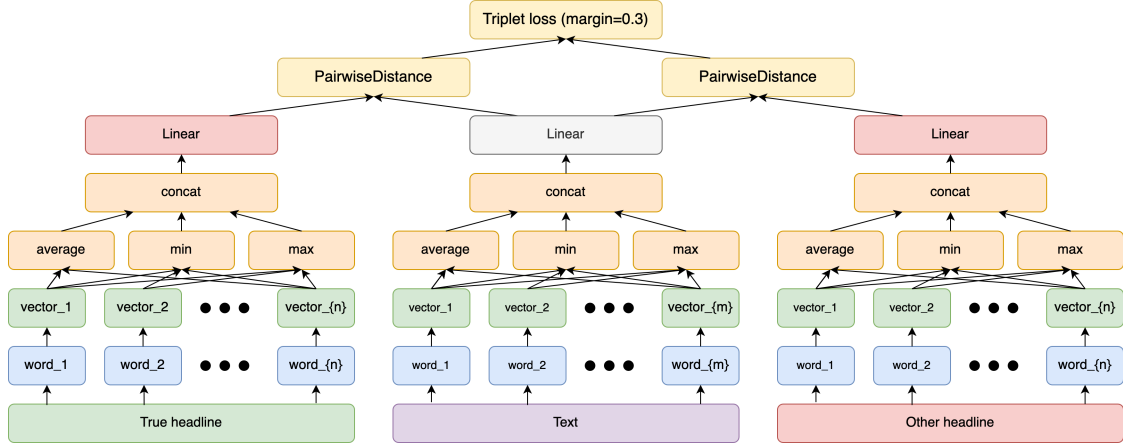 Triplet loss (margin=0.3)
PairwiseDistance PairwiseDistance
Linear Linear Linear
concat concat concat
average min max average min max average min max
vector_1 vector_2 vector_{n} vector_1 vector_2 vector_{m} vector_1 vector_2 vector_{n}
word_1 word_2 word_{n} word_1 word_2 word_{m} word_1 word_2 word_{n}
True headline Text Other headline